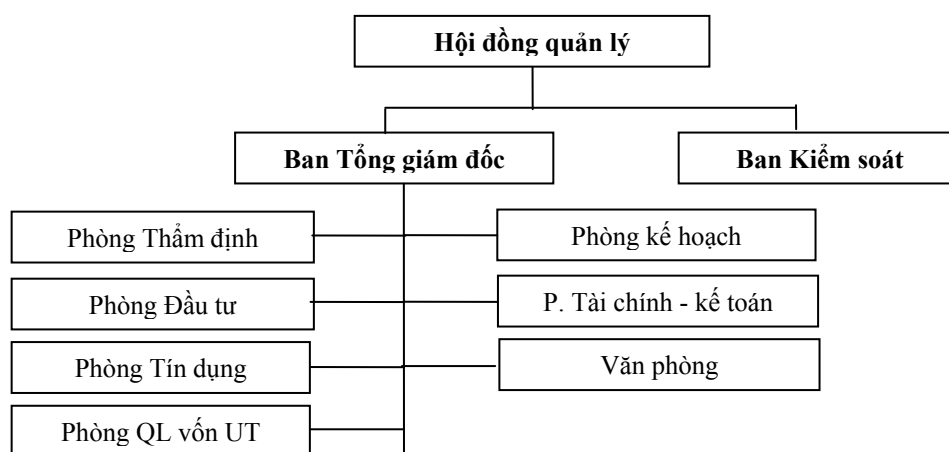 Hội đồng quản lý
Ban Tổng giám đốc
Ban Kiểm soát
Phòng Thẩm định
Phòng kế hoạch
Phòng Đầu tư
P. Tài chính - kế toán
Phòng Tín dụng
Văn phòng
Phòng QL vốn UT